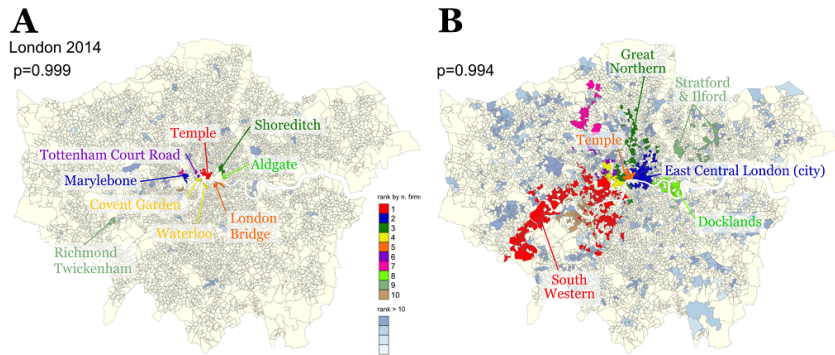 A
London 2014
p=0.999
Temple
Shoreditch
Tottenham Court Road
Aldgate
Marylebone
Covent Garden
Waterloo
London
Bridge
Richmond
Twickenham
rank by n. firms
1
2
3
4
5
6
7
8
9
10
rank > 10
B
p=0.994
Great
Northern
Stratford
& Ilford
Temple
East Central London (city)
Docklands
South
Western